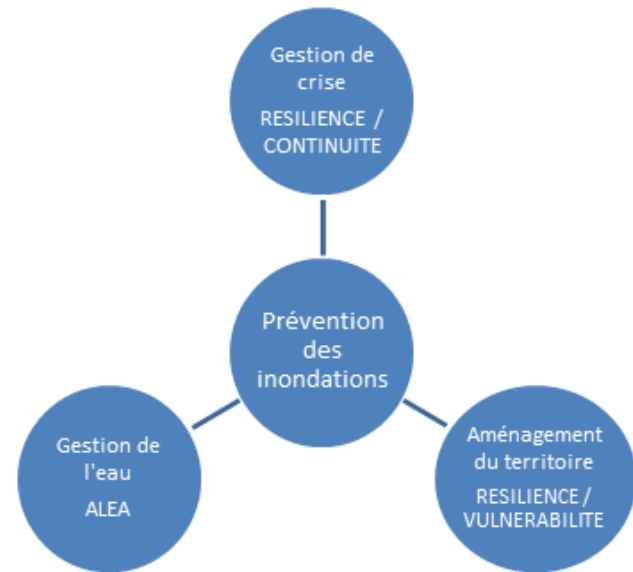 Gestion de
crise
RESILIENCE /
CONTINUITE
Prévention
des
inondations
Gestion de
l'eau
ALEA
Aménagement
du territoire
RESILIENCE /
VULNERABILITE